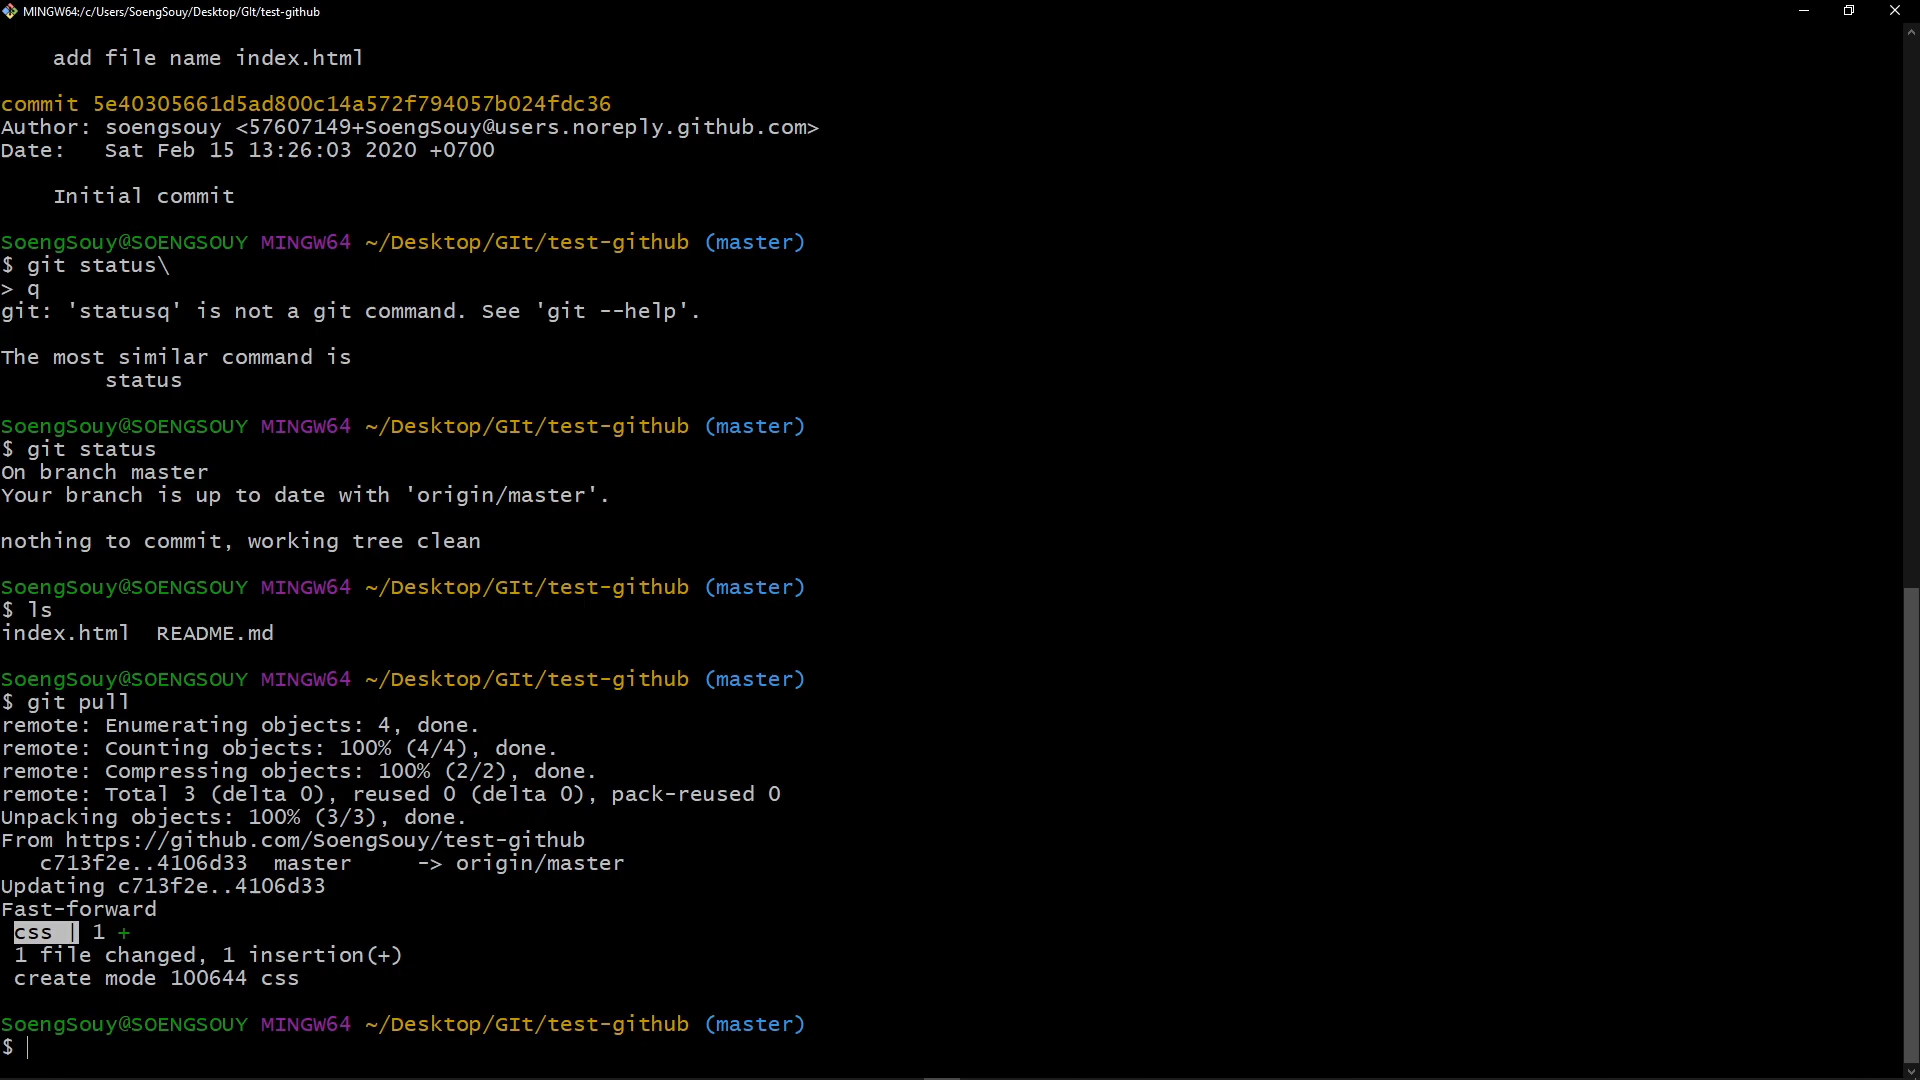 MINGW64:/c/Users/SoengSouy/Desktop/GIt/test-github
add file name index.html
commit 5e40305661d5ad800c14a572f794057b024fdc36
Author: soengsouy <57607149+SoengSouy@users.noreply.github.com>
Date:   Sat Feb 15 13:26:03 2020 +0700
Initial commit
SoengSouy@SOENGSOUY MINGW64 ~/Desktop/GIt/test-github (master)
$ git status\
> q
git: 'statusq' is not a git command. See 'git --help'.
The most similar command is
status
SoengSouy@SOENGSOUY MINGW64 ~/Desktop/GIt/test-github (master)
$ git status
On branch master
Your branch is up to date with 'origin/master'.
nothing to commit, working tree clean
SoengSouy@SOENGSOUY MINGW64 ~/Desktop/GIt/test-github (master)
$ ls
index.html  README.md
SoengSouy@SOENGSOUY MINGW64 ~/Desktop/GIt/test-github (master)
$ git pull
remote: Enumerating objects: 4, done.
remote: Counting objects: 100% (4/4), done.
remote: Compressing objects: 100% (2/2), done.
remote: Total 3 (delta 0), reused 0 (delta 0), pack-reused 0
Unpacking objects: 100% (3/3), done.
From https://github.com/SoengSouy/test-github
c713f2e..4106d33  master     -> origin/master
Updating c713f2e..4106d33
Fast-forward
css | 1 +
1 file changed, 1 insertion(+)
create mode 100644 css
SoengSouy@SOENGSOUY MINGW64 ~/Desktop/GIt/test-github (master)
$